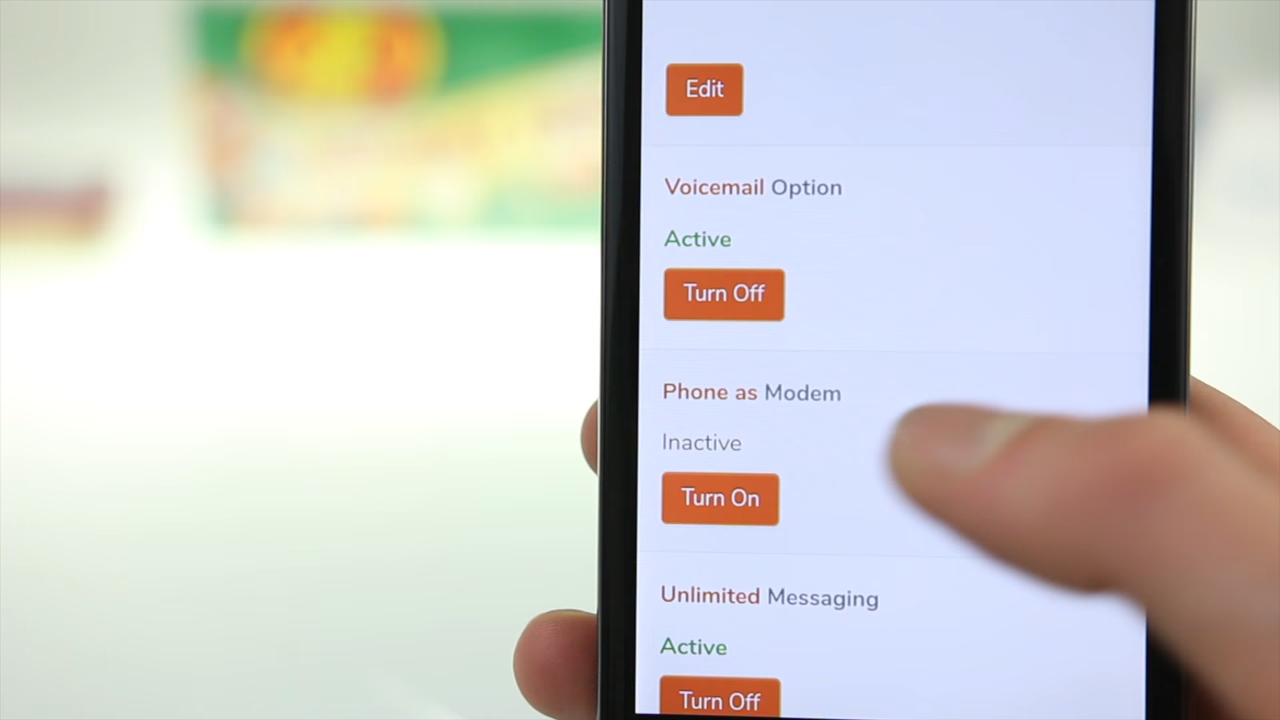 Edit
Voicemail Option
Active
Turn Off
Phone as Modem
Inactive
Turn On
Unlimited Messaging
Active
Turn Off